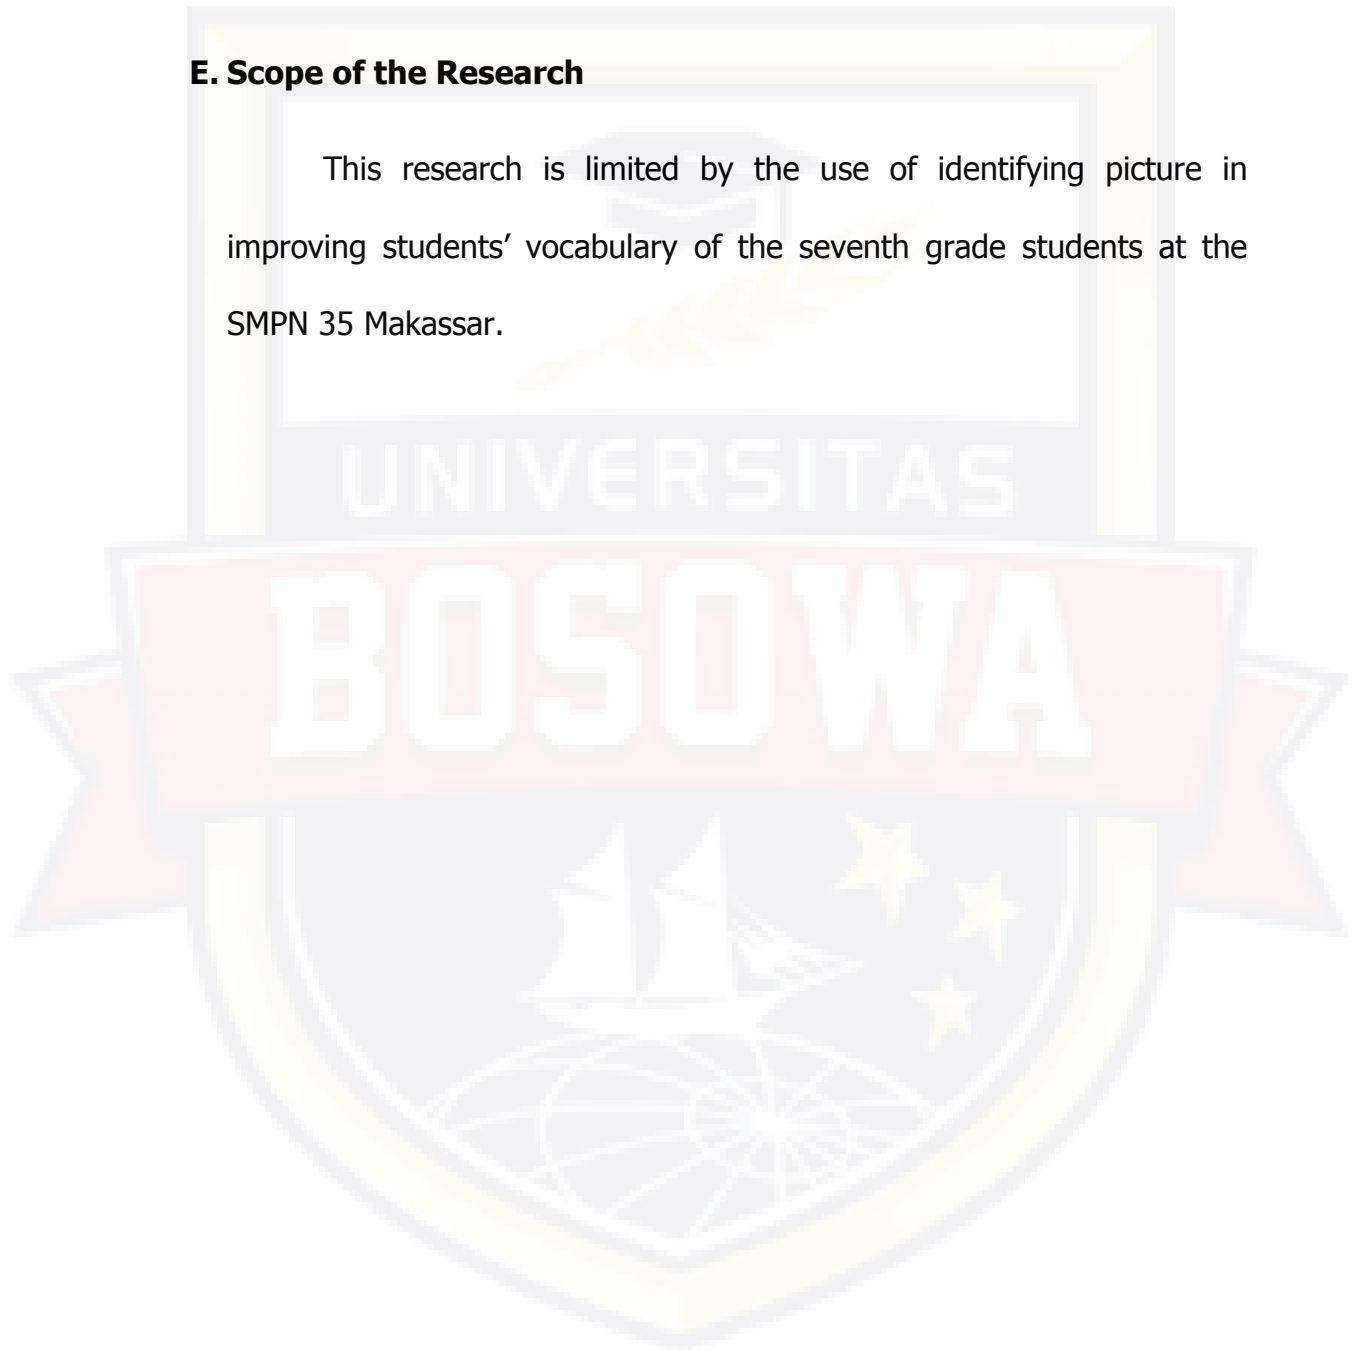 E. Scope of the Research
This research is limited by the use of identifying picture in
improving students’ vocabulary of the seventh grade students at the
SMPN 35 Makassar.
UNIVERSITAS
BOSOWA